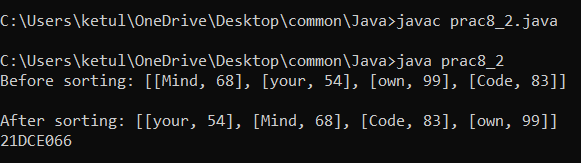 C:\Users\ketul\OneDrive\Desktop\common\Java>javac prac8_2.java
C:\Users\ketul\OneDrive\Desktop\common\Java>java prac8_2
Before sorting: [[Mind, 68], [your, 54], [own, 99], [Code, 83]]
After sorting: [[your, 54], [Mind, 68], [Code, 83], [own, 99]]
21DCE066